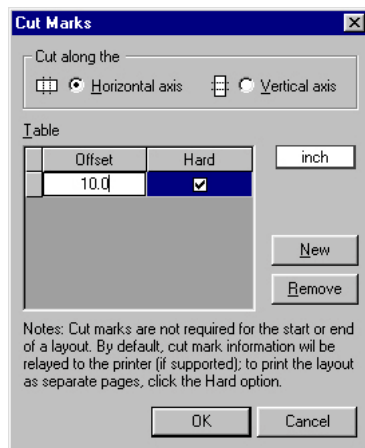 Cut Marks
Cut along the
Horizontal axis Vertical axis
Table
Offset Hard inch
10.0
New
Remove
Notes: Cut marks are not required for the start or end
of a layout. By default, cut mark information will be
relayed to the printer (if supported); to print the layout
as separate pages, click the Hard option.
OK Cancel